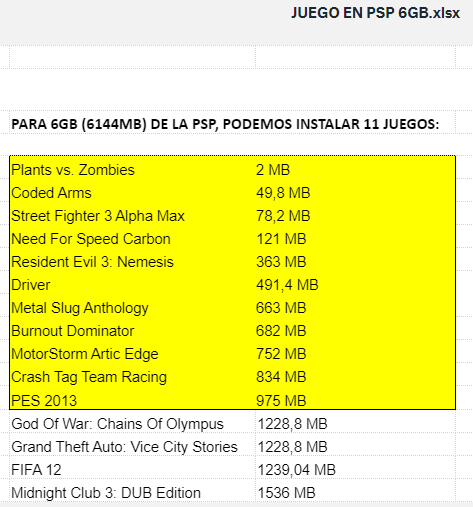 JUEGO EN PSP 6GB.xlsx
PARA 6GB (6144MB) DE LA PSP, PODEMOS INSTALAR 11 JUEGOS:
Plants vs. Zombies 2 MB
Coded Arms 49,8 MB
Street Fighter 3 Alpha Max 78,2 MB
Need For Speed Carbon 121 MB
Resident Evil 3: Nemesis 363 MB
Driver 491,4 MB
Metal Slug Anthology 663 MB
Burnout Dominator 682 MB
MotorStorm Artic Edge 752 MB
Crash Tag Team Racing 834 MB
PES 2013 975 MB
God Of War: Chains Of Olympus 1228,8 MB
Grand Theft Auto: Vice City Stories 1228,8 MB
FIFA 12 1239,04 MB
Midnight Club 3: DUB Edition 1536 MB